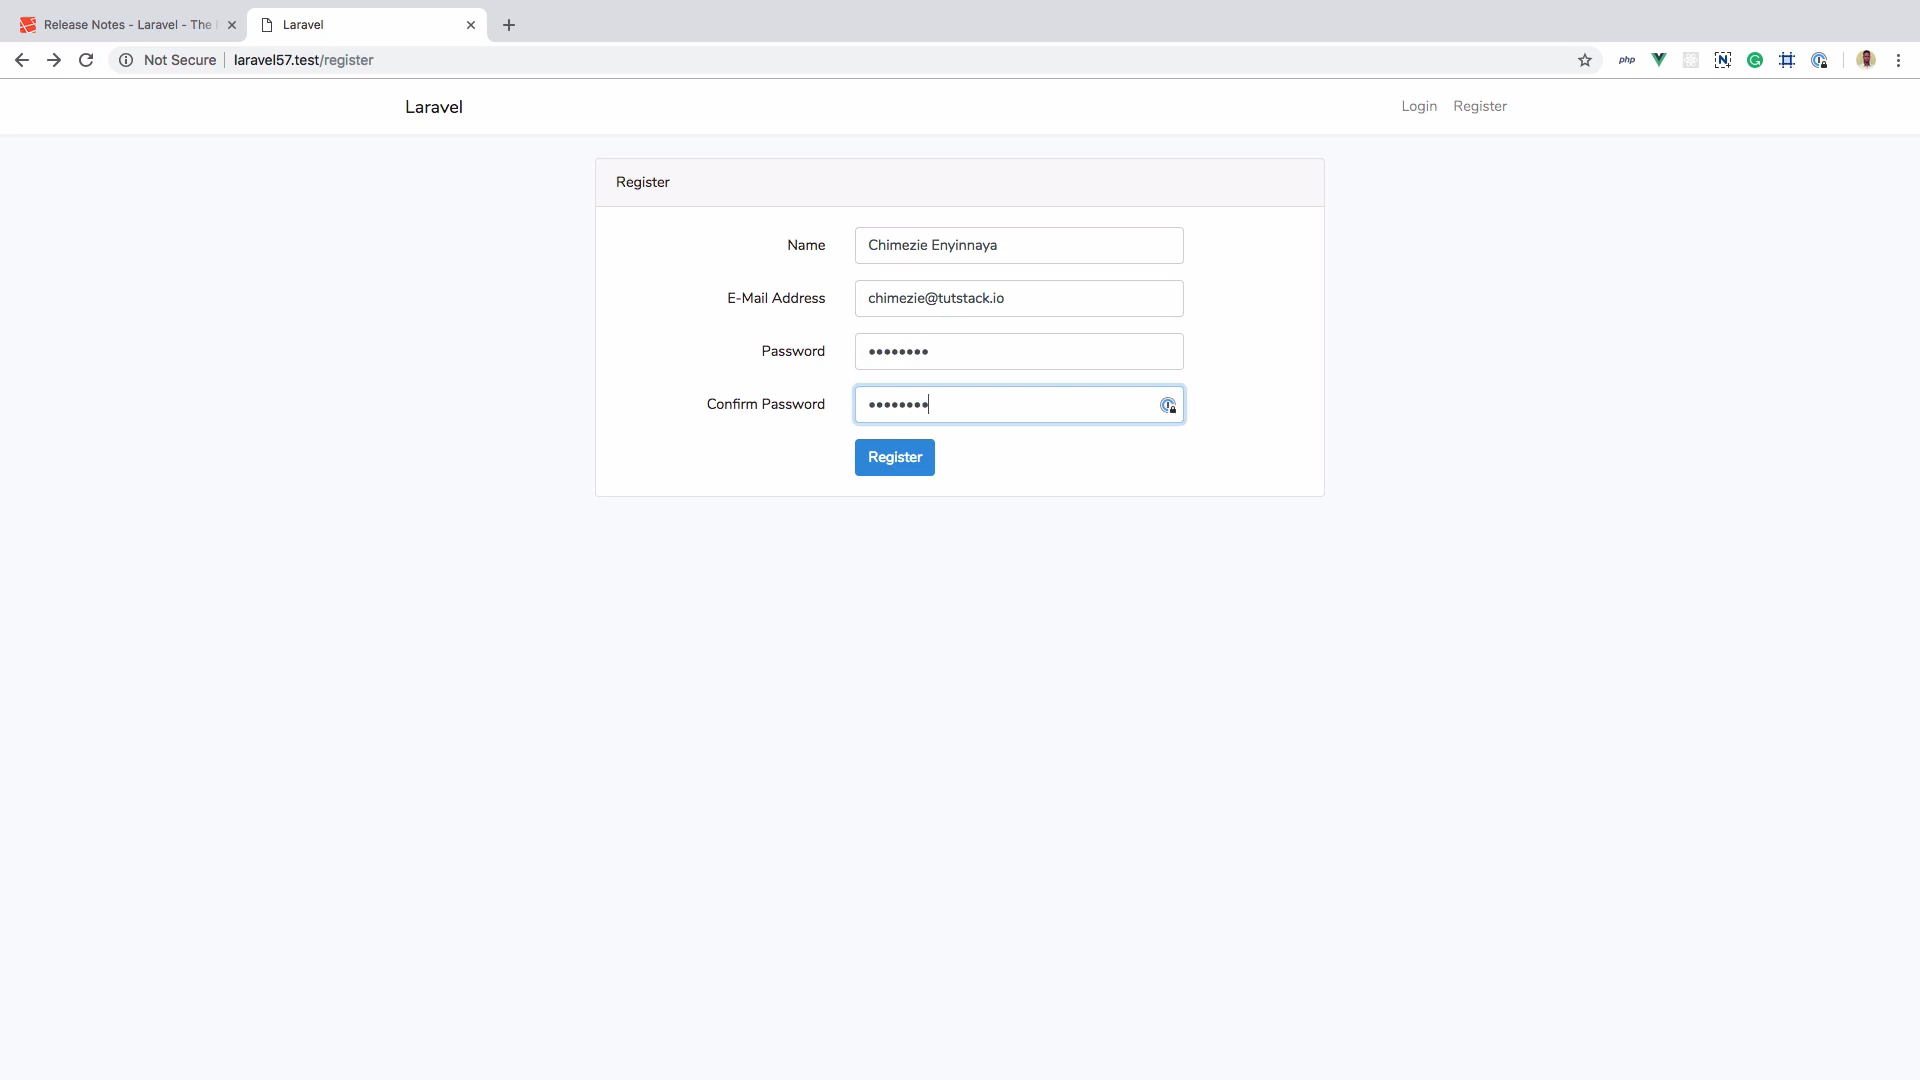 Release Notes - Laravel - The
Laravel
Not Secure
laravel57.test/register
php
Laravel
Login
Register
Register
Name
Chimezie Enyinnaya
E-Mail Address
chimezie@tutstack.io
Password
••••••••
Confirm Password
••••••••
Register